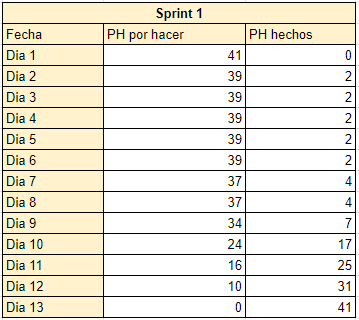 Sprint 1
Fecha PH por hacer PH hechos
Dia 1 41 0
Dia 2 39 2
Dia 3 39 2
Dia 4 39 2
Dia 5 39 2
Dia 6 39 2
Dia 7 37 4
Dia 8 37 4
Dia 9 34 7
Dia 10 24 17
Dia 11 16 25
Dia 12 10 31
Dia 13 0 41